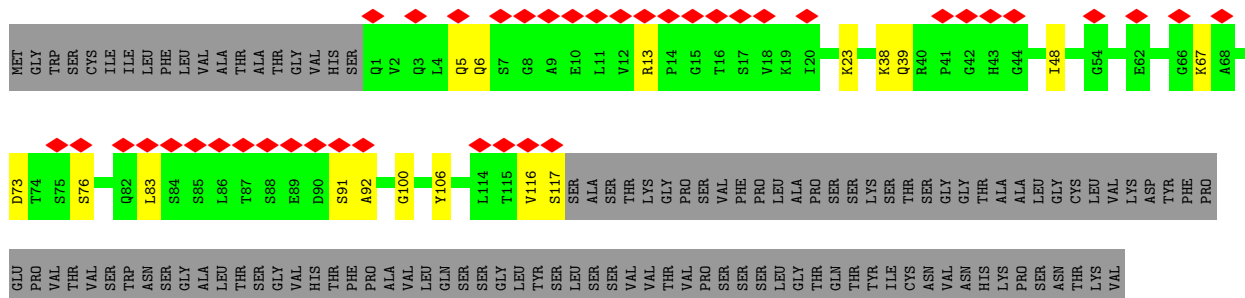 MET GLY TRP SER CYS ILE ILE LEU PHE LEU VAL ALA THR ALA THR GLY VAL HIS SER Q1 V2 Q3 L4 Q5 Q6 S7 G8 A9 E10 L11 V12 R13 P14 G15 T16 S17 V18 K19 I20 K23 K38 Q39 R40 P41 G42 H43 G44 I48 G54 E62 G66 K67 A68
D73 T74 S75 S76 Q82 L83 S84 S85 L86 T87 S88 E89 D90 S91 A92 G100 Y106 L114 T115 V116 S117 SER ALA SER THR LYS GLY PRO SER VAL PHE PRO LEU ALA PRO SER SER LYS SER THR SER GLY GLY THR ALA ALA LEU GLY CYS LEU VAL LYS ASP TYR PHE PRO
GLU PRO VAL THR VAL SER TRP ASN SER GLY ALA LEU THR SER GLY VAL HIS THR PHE PRO ALA VAL LEU GLN SER SER GLY LEU TYR SER LEU SER SER VAL VAL THR VAL PRO SER SER SER LEU GLY THR GLN THR TYR ILE CYS ASN VAL ASN HIS LYS PRO SER ASN THR LYS VAL